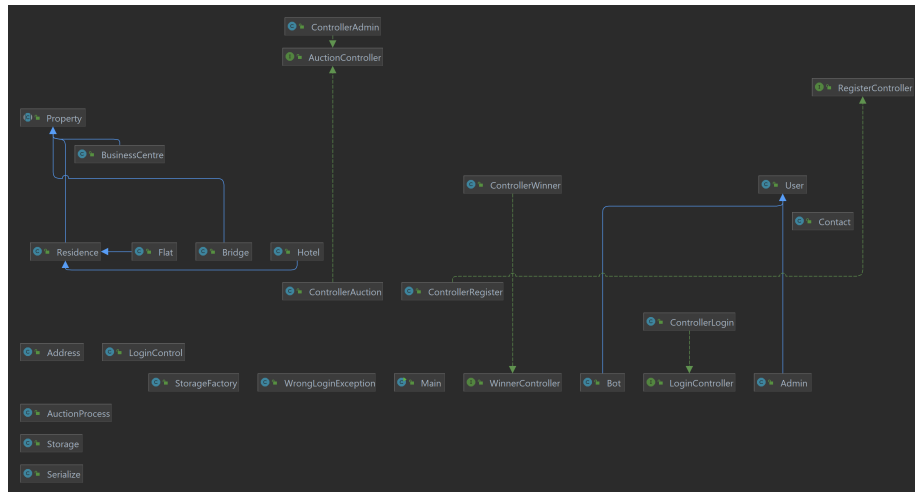 ControllerAdmin
AuctionController
RegisterController
Property
BusinessCentre
ControllerWinner
User
Contact
Residence
Flat
Bridge
Hotel
ControllerAuction
ControllerRegister
ControllerLogin
Address
LoginControl
StorageFactory
WrongLoginException
Main
WinnerController
Bot
LoginController
Admin
AuctionProcess
Storage
Serialize